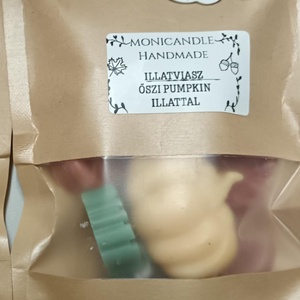 MONICANDLE
HANDMADE
ILLATVIASZ
ŐSZI PUMPKIN
ILLATTAL